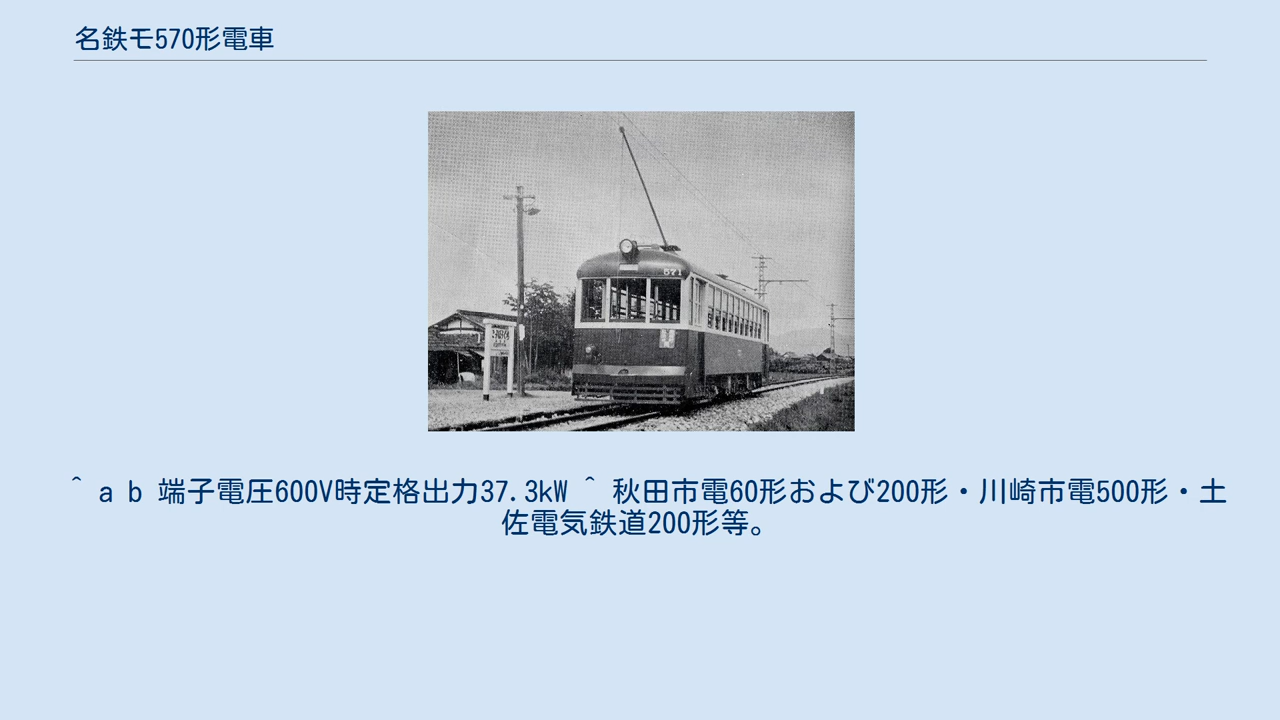 名鉄モ570形電車
571
^ a b 端子電圧600V時定格出力37.3kW ^ 秋田市電60形および200形・川崎市電500形・土
佐電気鉄道200形等。